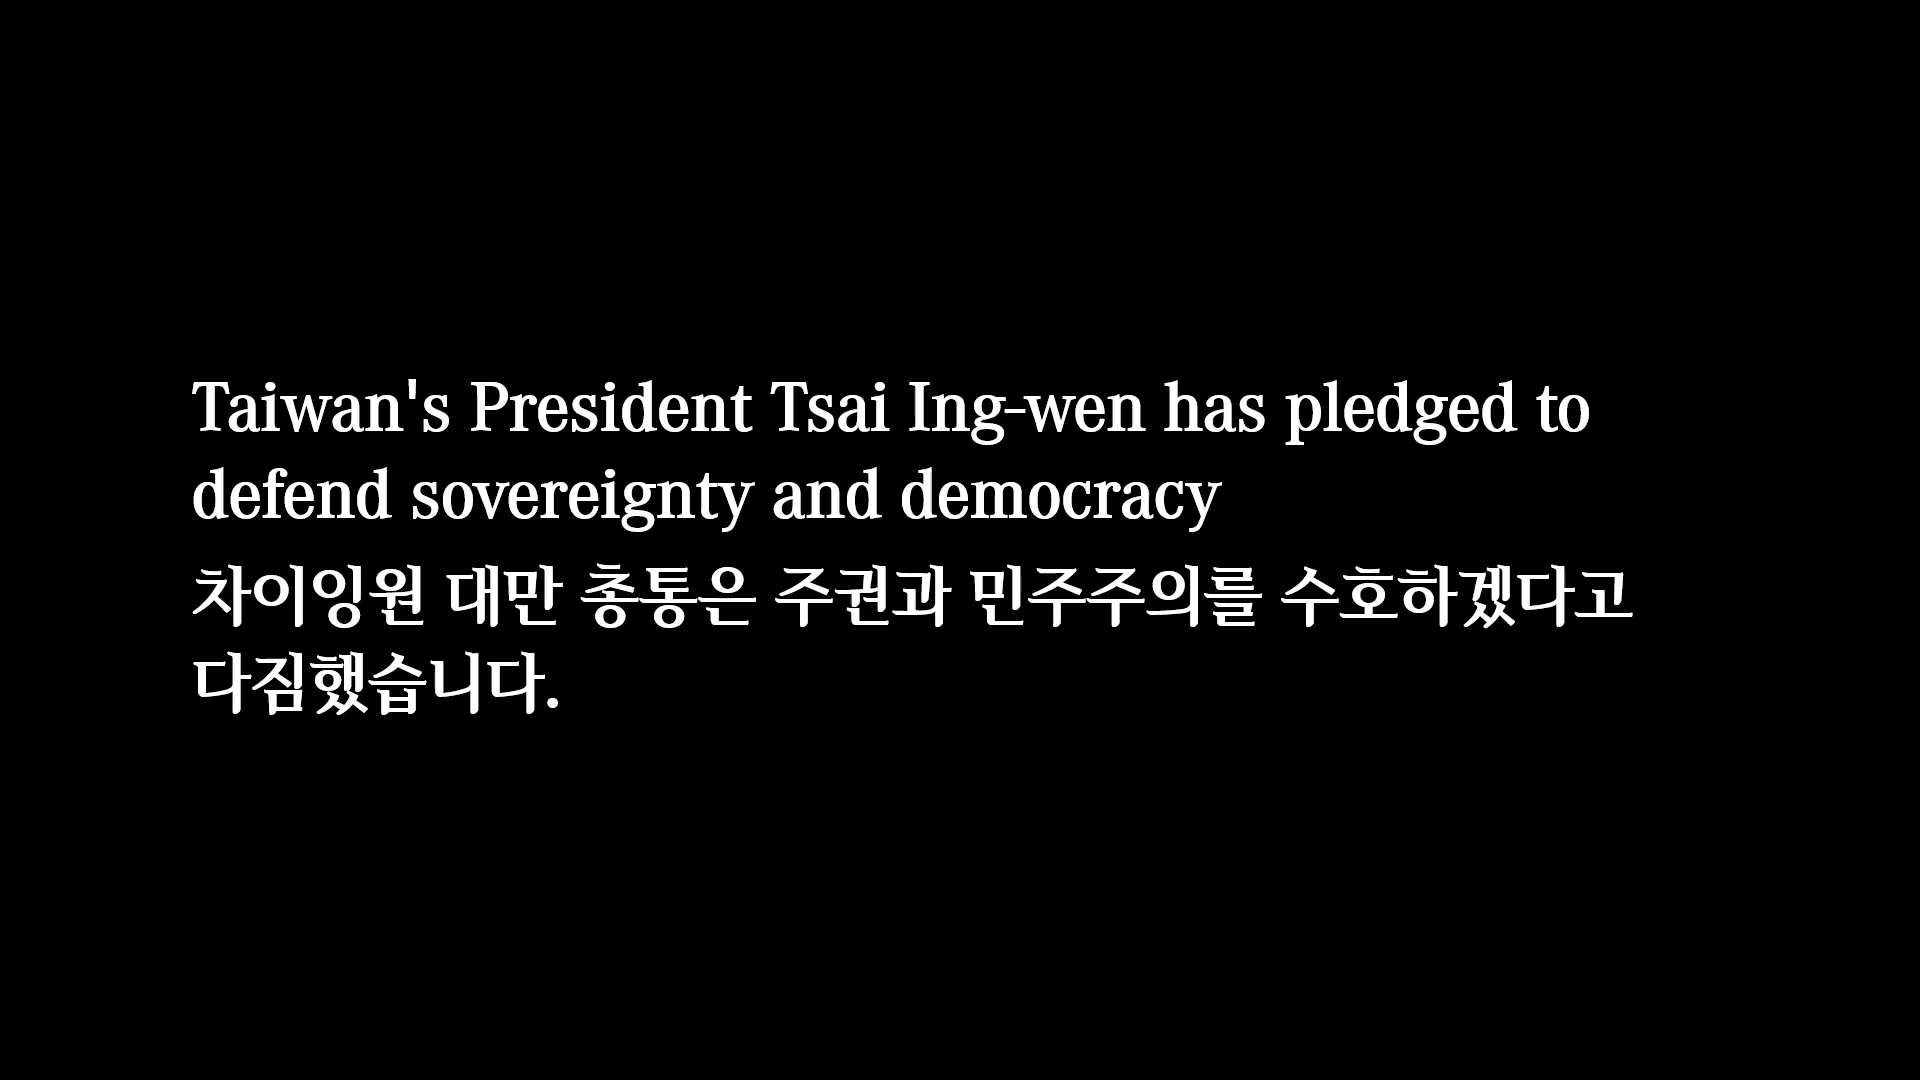 Taiwan's President Tsai Ing-wen has pledged to
defend sovereignty and democracy
차이잉원 대만 총통은 주권과 민주주의를 수호하겠다고
다짐했습니다.